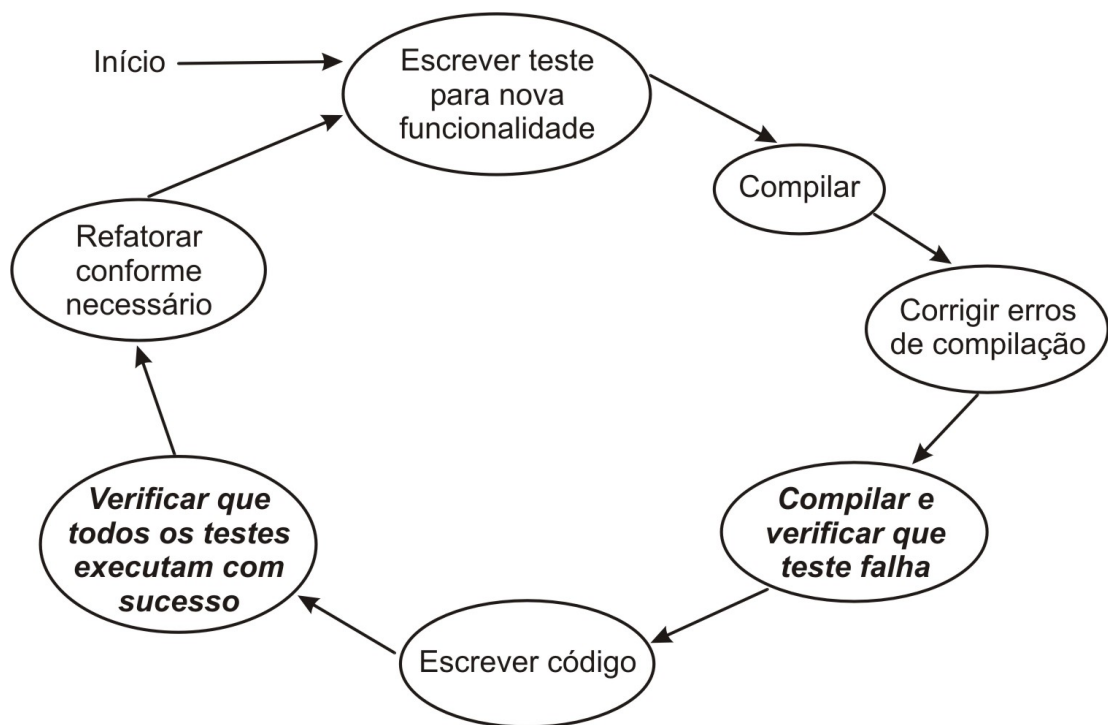 Início
Escrever teste
para nova
funcionalidade
Compilar
Corrigir erros
de compilação
Compilar e
verificar que
teste falha
Escrever código
Verificar que
todos os testes
executam com
sucesso
Refatorar
conforme
necessário